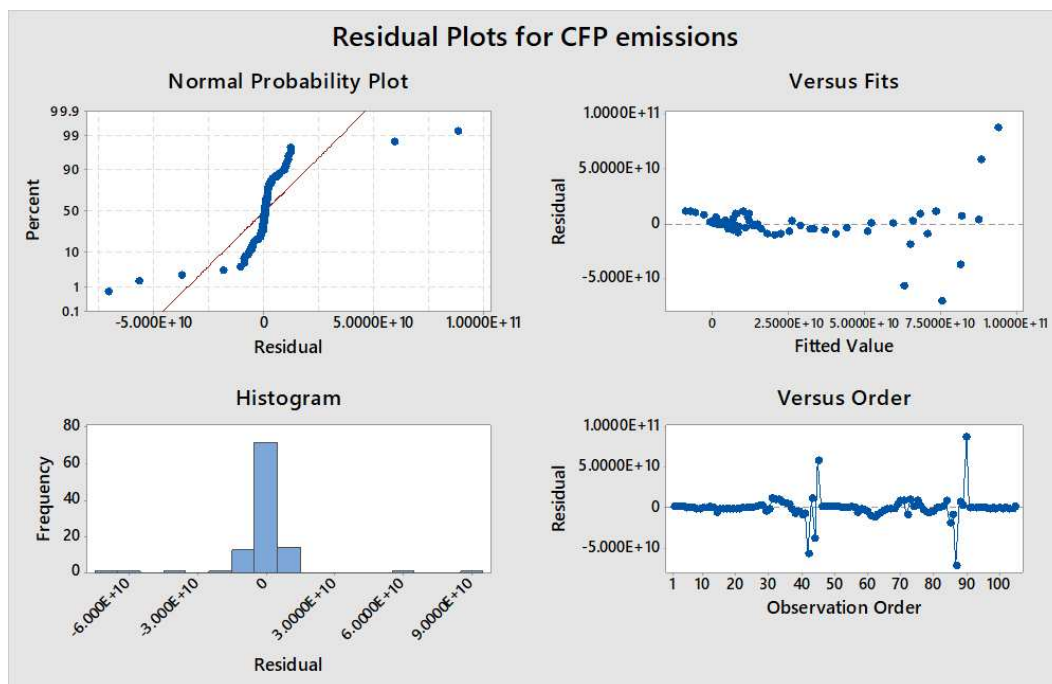 Residual Plots for CFP emissions
Normal Probability Plot
99.9
99
90
50
10
1
0.1
Percent
-5.000E+10 0 5.0000E+10 1.0000E+11
Residual
Versus Fits
1.0000E+11
5.0000E+10
0
-5.000E+10
Residual
0 2.5000E+10 5.0000E+10 7.5000E+10 1.0000E+11
Fitted Value
Histogram
80
60
40
20
0
Frequency
-6.000E+10 -3.000E+10 0 3.0000E+10 6.0000E+10 9.0000E+10
Residual
Versus Order
1.0000E+11
5.0000E+10
0
-5.000E+10
Residual
1 10 20 30 40 50 60 70 80 90 100
Observation Order